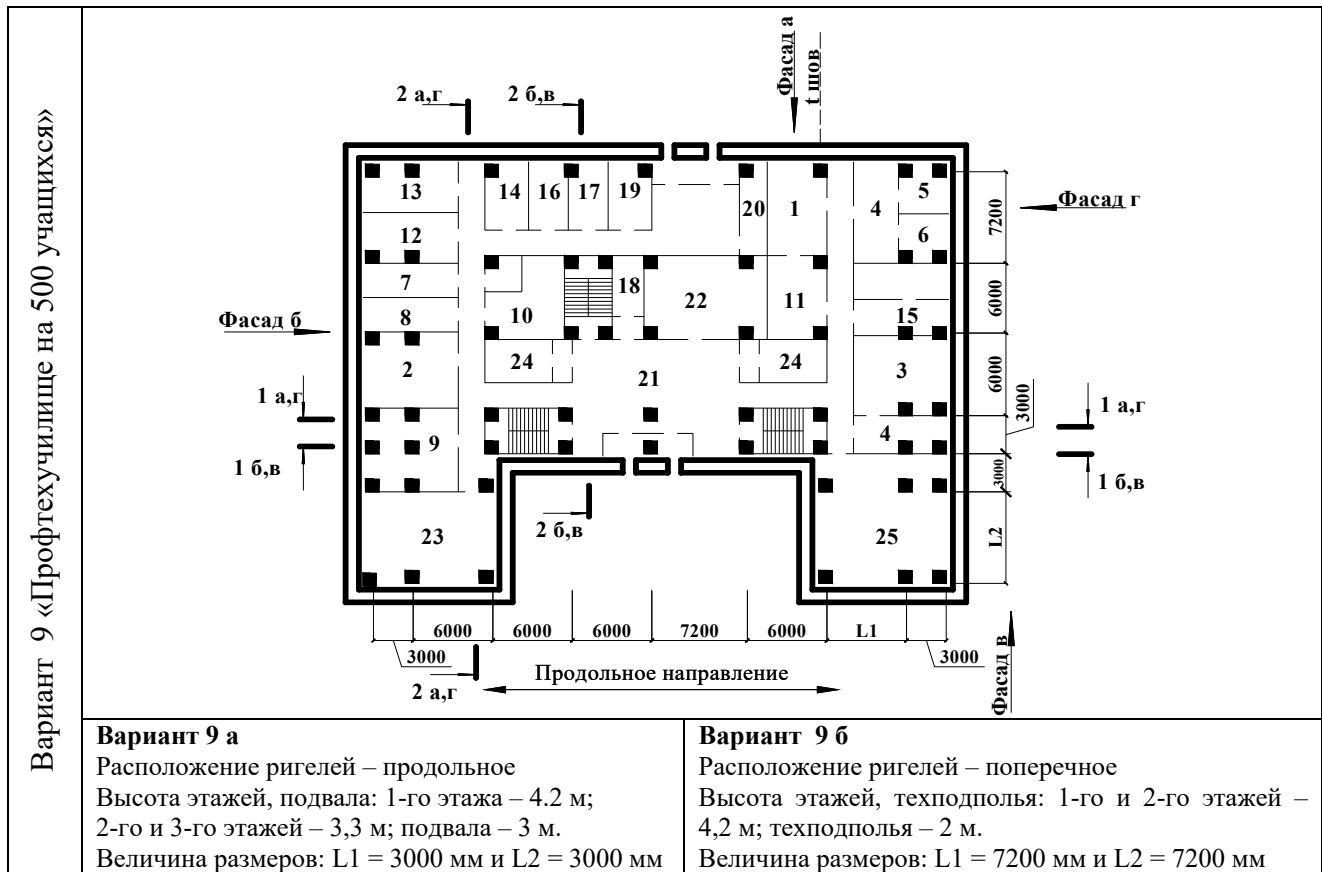 Вариант 9 «Профтехучилище на 500 учащихся»
Фасад а
t шов
2 а,г
2 б,в
13
14
16
17
19
20
1
4
5
6
Фасад г
7200
12
7
8
10
18
22
11
15
6000
Фасад б
2
24
21
24
3
6000
1 а,г
3000
1 а,г
9
4
1 б,в
3000
1 б,в
23
2 б,в
25
L2
6000
6000
6000
7200
6000
L1
3000
3000
Продольное направление
2 а,г
Фасад в
Вариант 9 а
Расположение ригелей – продольное
Высота этажей, подвала: 1-го этажа – 4.2 м;
2-го и 3-го этажей – 3,3 м; подвала – 3 м.
Величина размеров: L1 = 3000 мм и L2 = 3000 мм
Вариант 9 б
Расположение ригелей – поперечное
Высота этажей, техподполья: 1-го и 2-го этажей –
4,2 м; техподполья – 2 м.
Величина размеров: L1 = 7200 мм и L2 = 7200 мм